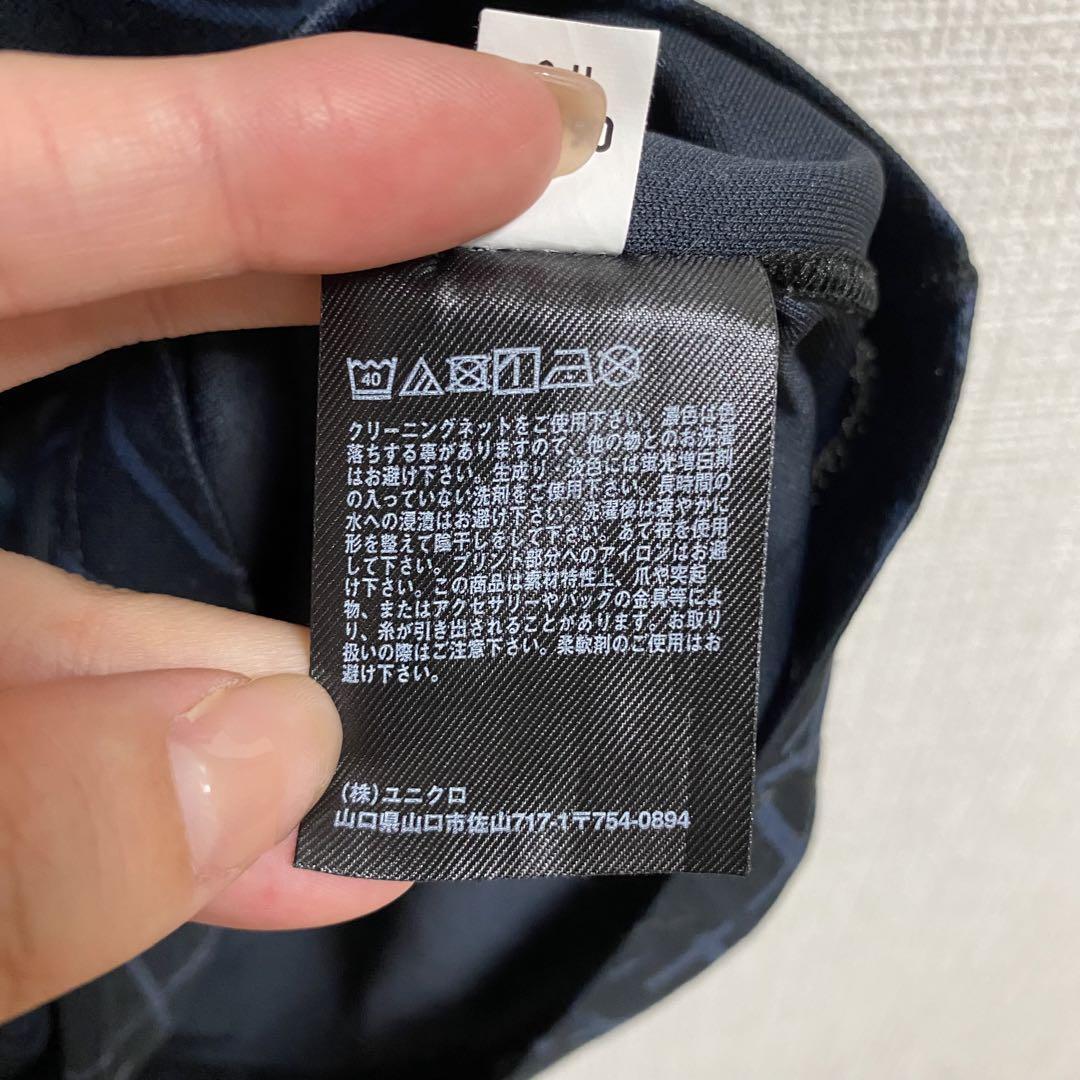 40
クリーニングネットをご使用下さい。濃色は色
落ちする事がありますので、他の物とのお洗濯
はお避け下さい。生成り・淡色には蛍光増白剤
の入っていない洗剤をご使用下さい。長時間の
水への浸漬はお避け下さい。洗濯後は速やかに
形を整えて陰干しをして下さい。あて布を使用
して下さい。プリント部分へのアイロンはお避
け下さい。この商品は素材特性上、爪や突起
物、またはアクセサリーやバッグの金具等によ
り、糸が引き出されることがあります。お取り
扱いの際はご注意下さい。柔軟剤のご使用はお
避け下さい。
(株)ユニクロ
山口県山口市佐山717-1〒754-0894